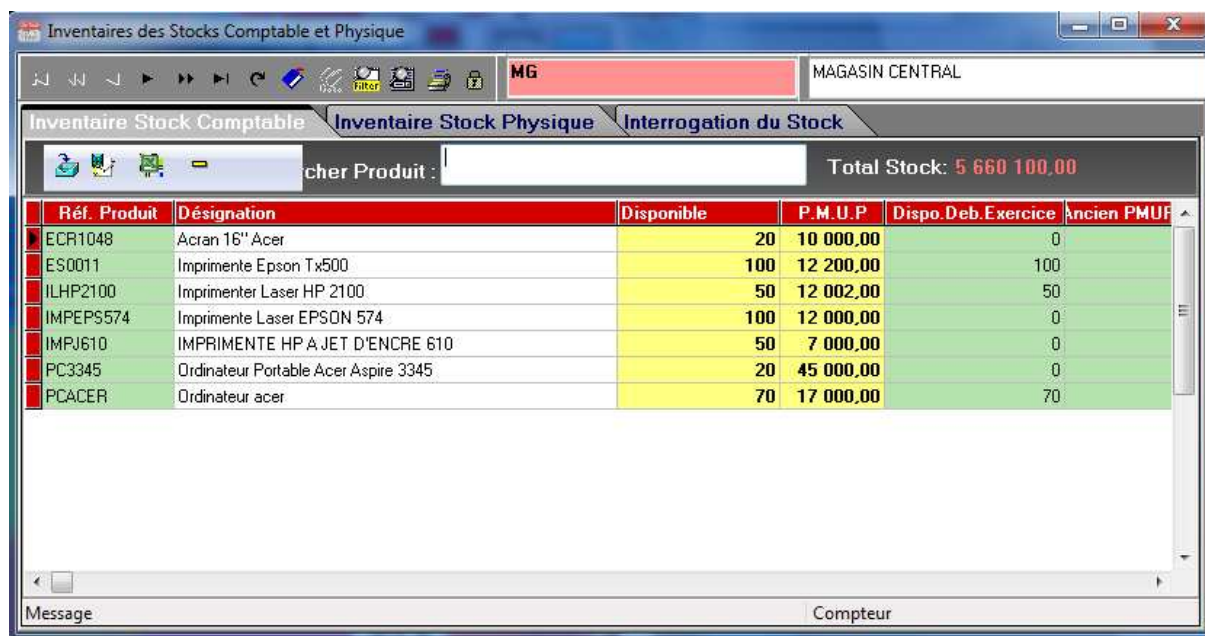 Inventaires des Stocks Comptable et Physique
Filter MG MAGASIN CENTRAL
Inventaire Stock Comptable Inventaire Stock Physique Interrogation du Stock
cher Produit : Total Stock: 5 660 100,00
Réf. Produit Désignation Disponible P.M.U.P Dispo.Deb.Exercice Ancien PMUP
ECR1048 Acran 16" Acer 20 10 000,00 0
ES0011 Imprimente Epson Tx500 100 12 200,00 100
ILHP2100 Imprimenter Laser HP 2100 50 12 002,00 50
IMPEPS574 Imprimente Laser EPSON 574 100 12 000,00 0
IMPJ610 IMPRIMENTE HP A JET D'ENCRE 610 50 7 000,00 0
PC3345 Ordinateur Portable Acer Aspire 3345 20 45 000,00 0
PCACER Ordinateur acer 70 17 000,00 70
Message Compteur